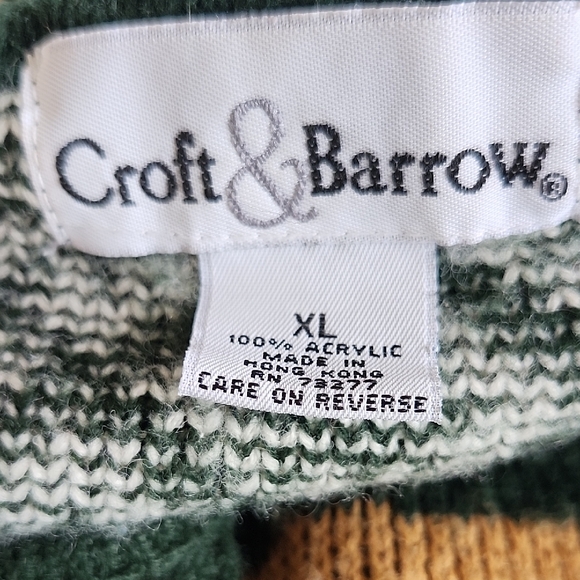 Croft & Barrow®
XL
100% ACRYLIC
MADE IN
HONG KONG
RN 73277
CARE ON REVERSE